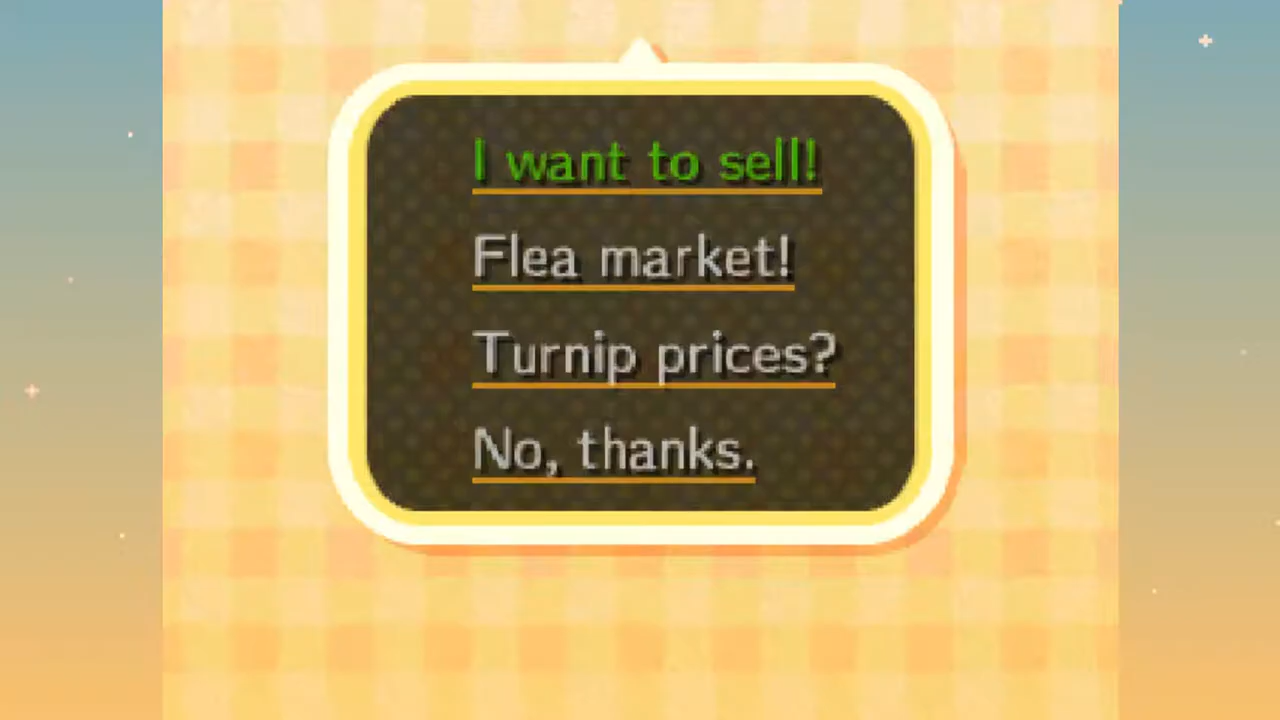 I want to sell!
Flea market!
Turnip prices?
No, thanks.